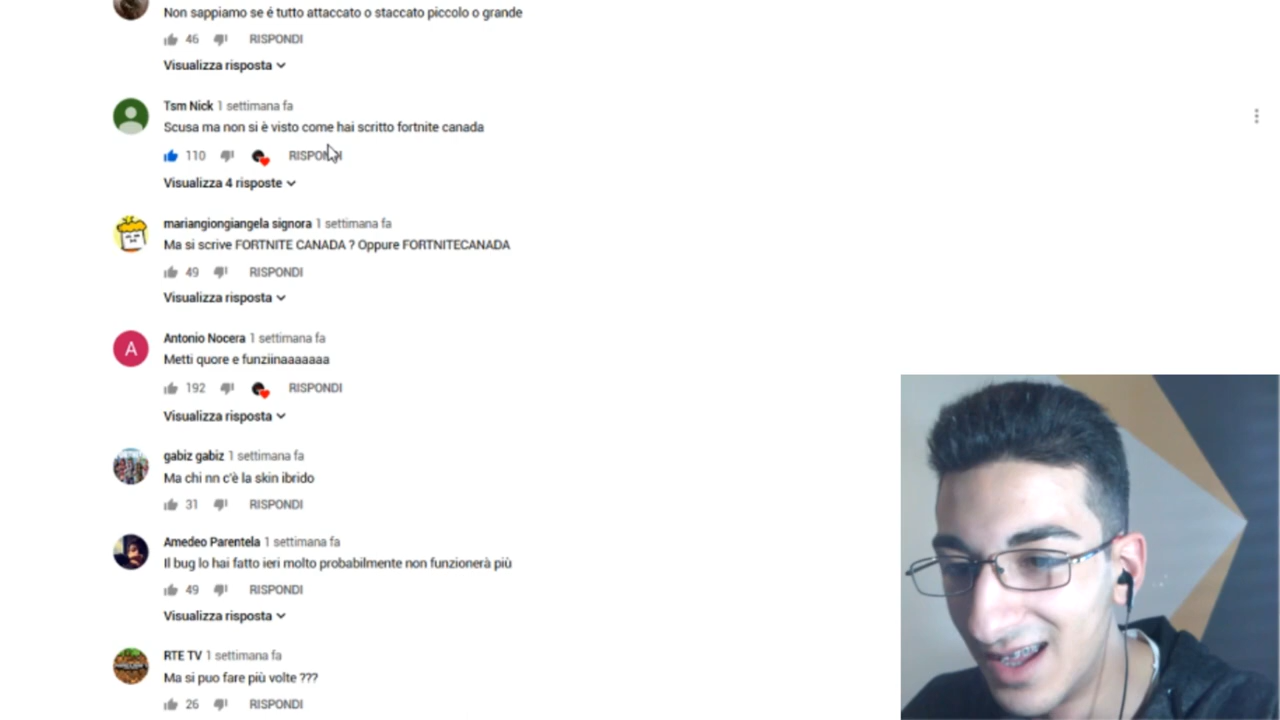 Non sappiamo se é tutto attaccato o staccato piccolo o grande
46 RISPONDI
Visualizza risposta
Tsm Nick 1 settimana fa
Scusa ma non si è visto come hai scritto fortnite canada
110 RISPONDI
Visualizza 4 risposte
mariangiongiangela signora 1 settimana fa
Ma si scrive FORTNITE CANADA ? Oppure FORTNITECANADA
49 RISPONDI
Visualizza risposta
Antonio Nocera 1 settimana fa
A
Metti quore e funziinaaaaaaa
192 RISPONDI
Visualizza risposta
gabiz gabiz 1 settimana fa
Ma chi nn c'è la skin ibrido
31 RISPONDI
Amedeo Parentela 1 settimana fa
Il bug lo hai fatto ieri molto probabilmente non funzionerà più
49 RISPONDI
Visualizza risposta
RTE TV 1 settimana fa
Ma si puo fare più volte ???
26 RISPONDI